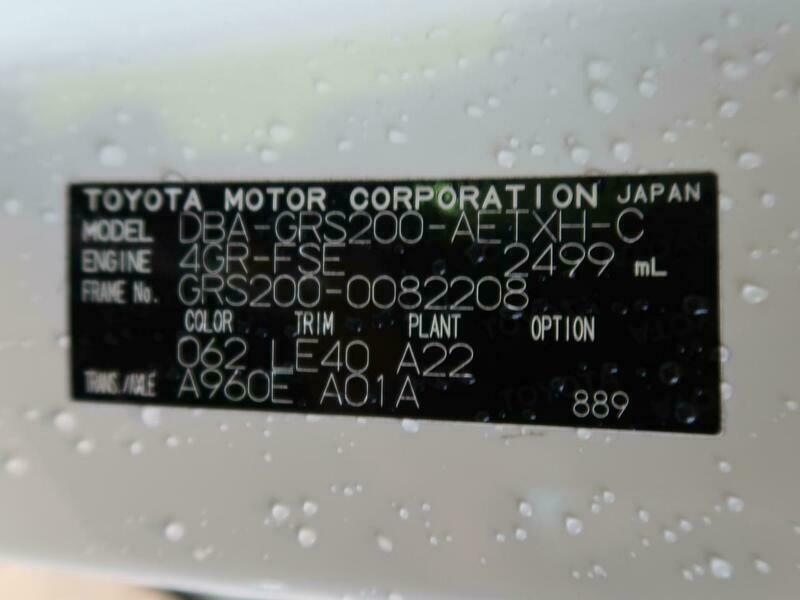 TOYOTA MOTOR CORPORATION JAPAN
MODEL DBA-GRS200-AETXH-C
ENGINE 4GR-FSE 2499 mL
FRAME No. GRS200-0082208
COLOR TRIM PLANT OPTION
062 LE40 A22
TRANS./AXLE A960E A01A 889